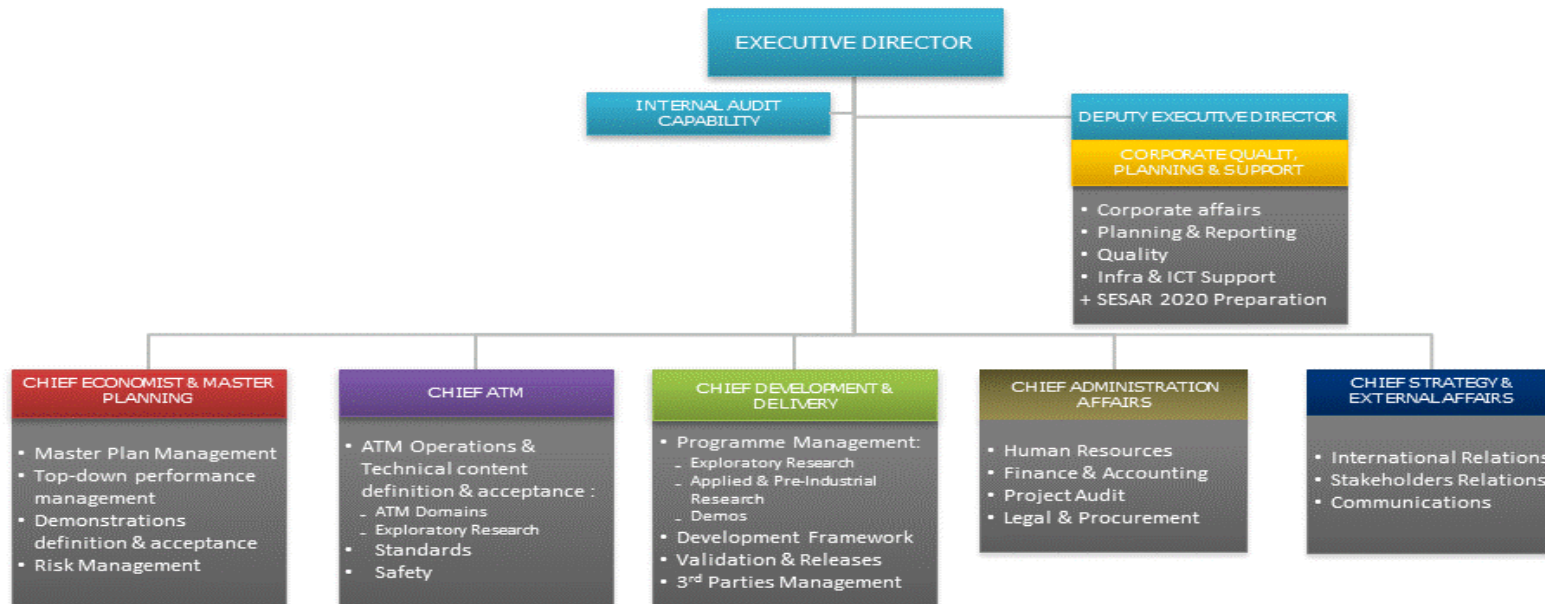 EXECUTIVE DIRECTOR
INTERNAL AUDIT
CAPABILITY
DEPUTY EXECUTIVE DIRECTOR
CORPORATE QUALIT,
PLANNING & SUPPORT
• Corporate affairs
• Planning & Reporting
• Quality
• Infra & ICT Support
+ SESAR 2020 Preparation
CHIEF ECONOMIST & MASTER
PLANNING
• Master Plan Management
• Top-down performance
management
• Demonstrations
definition & acceptance
• Risk Management
CHIEF ATM
• ATM Operations &
Technical content
definition & acceptance :
- ATM Domains
- Exploratory Research
• Standards
• Safety
CHIEF DEVELOPMENT &
DELIVERY
• Programme Management:
- Exploratory Research
- Applied & Pre-Industrial
Research
- Demos
• Development Framework
• Validation & Releases
• 3rd Parties Management
CHIEF ADMINISTRATION
AFFAIRS
• Human Resources
• Finance & Accounting
• Project Audit
• Legal & Procurement
CHIEF STRATEGY &
EXTERNAL AFFAIRS
• International Relations
• Stakeholders Relations
• Communications